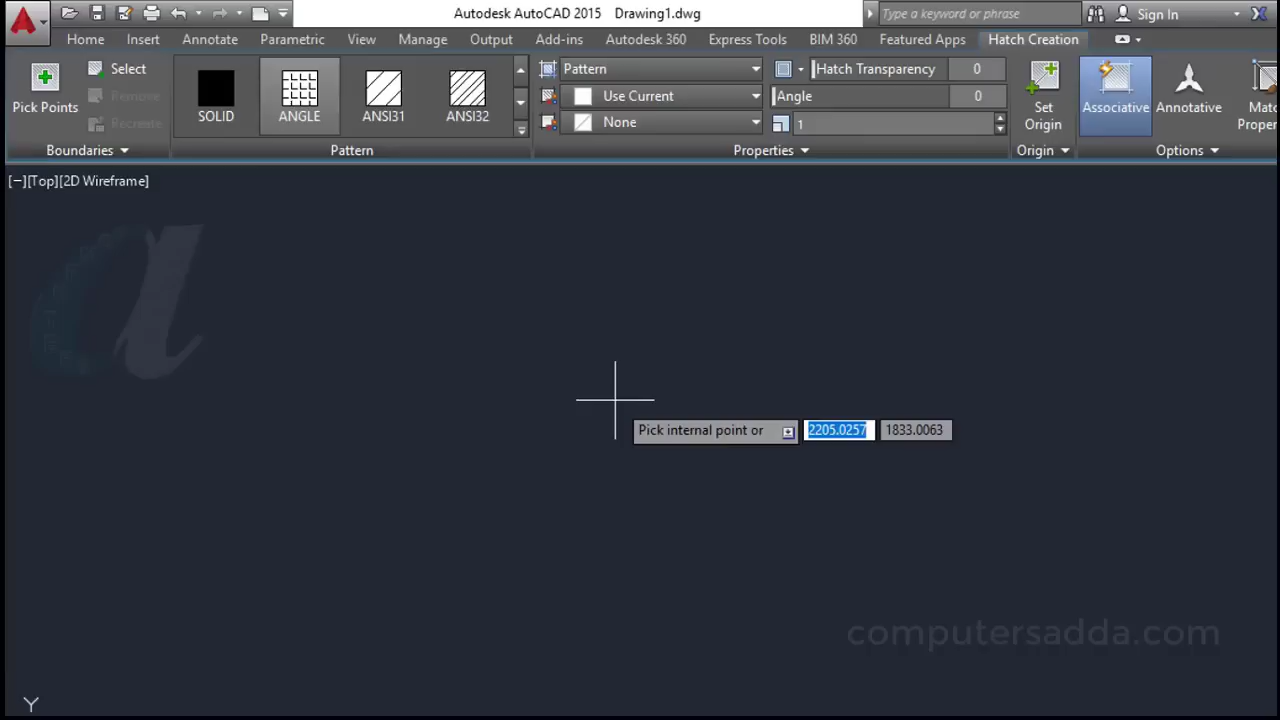 Autodesk AutoCAD 2015 Drawing1.dwg
Type a keyword or phrase
Sign In
Home Insert Annotate Parametric View Manage Output Add-ins Autodesk 360 Express Tools BIM 360 Featured Apps Hatch Creation
Pick Points
Select
Remove
Recreate
Boundaries
SOLID
ANGLE
ANSI31
ANSI32
Pattern
Pattern
Use Current
None
Hatch Transparency 0
Angle 0
1
Properties
Set
Origin
Origin
Associative
Annotative
Options
[−][Top][2D Wireframe]
Pick internal point or 2205.0257 1833.0063
computersadda.com
Y